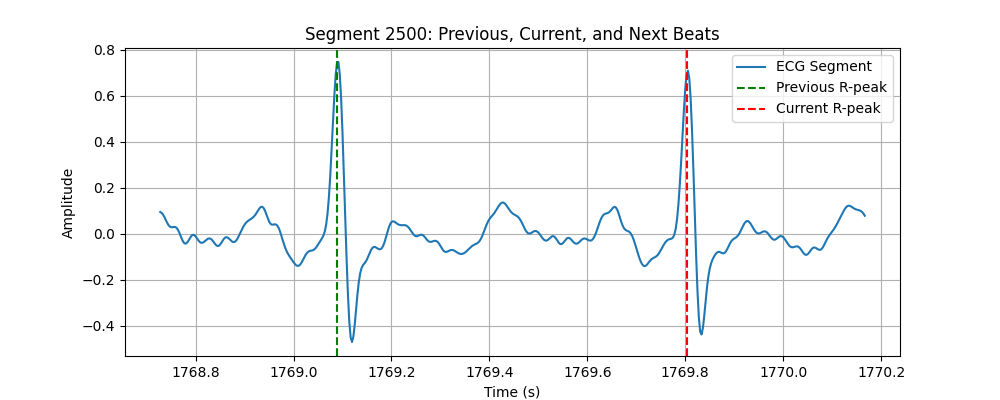 Segment 2500: Previous, Current, and Next Beats
ECG Segment
Previous R-peak
Current R-peak
Amplitude
0.8
0.6
0.4
0.2
0.0
−0.2
−0.4
1768.8 1769.0 1769.2 1769.4 1769.6 1769.8 1770.0 1770.2
Time (s)